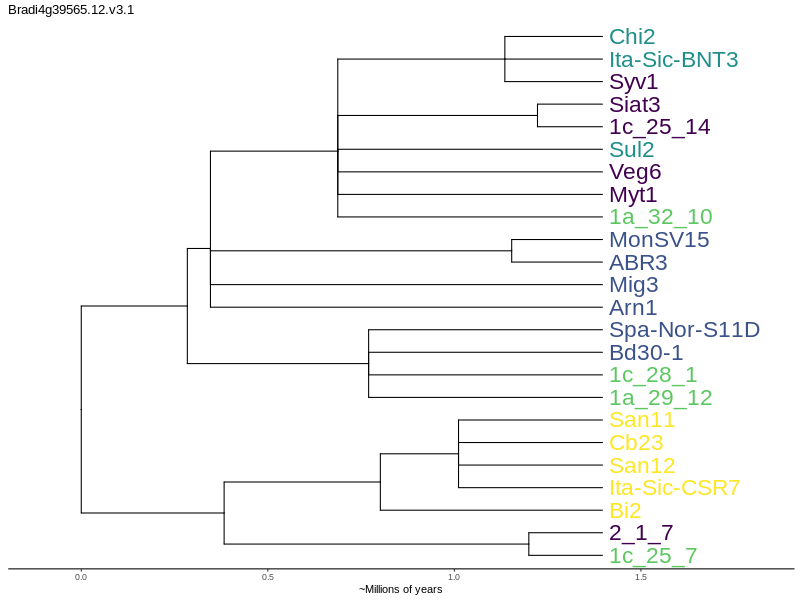 Bradi4g39565.12.v3.1
Chi2
Ita-Sic-BNT3
Syv1
Siat3
1c_25_14
Sul2
Veg6
Myt1
1a_32_10
MonSV15
ABR3
Mig3
Arn1
Spa-Nor-S11D
Bd30-1
1c_28_1
1a_29_12
San11
Cb23
San12
Ita-Sic-CSR7
Bi2
2_1_7
1c_25_7
0.0 0.5 1.0 1.5
~Millions of years